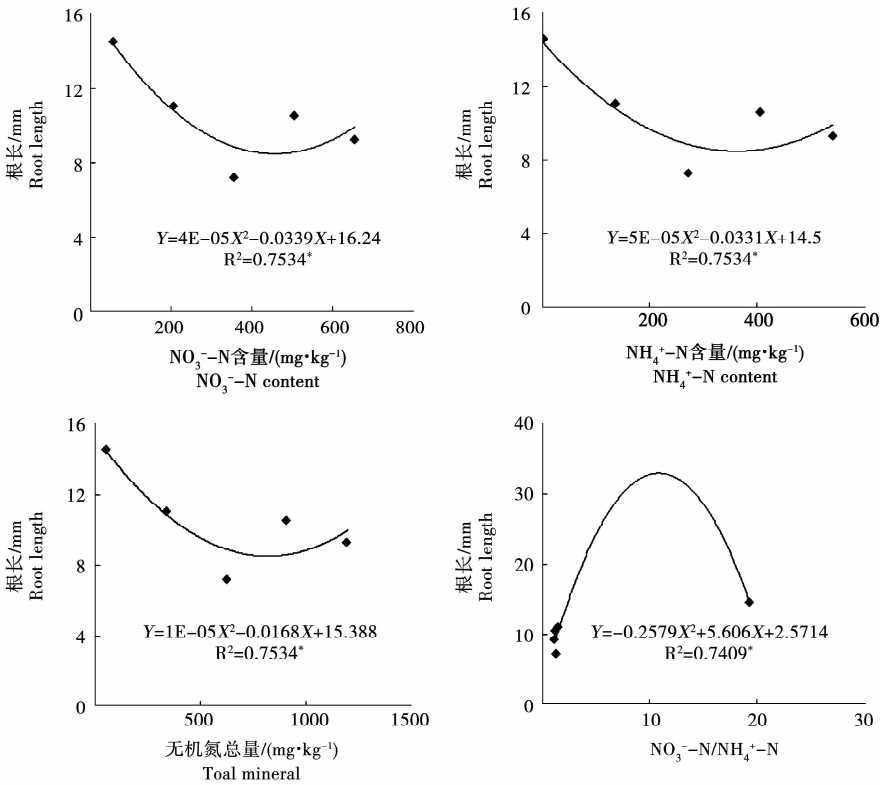 16
12
8
4
0
根长/mm
Root length
Y=4E-05X²-0.0339X+16.24
R²=0.7534*
200
400
600
800
NO₃⁻-N含量/(mg•kg⁻¹)
NO₃⁻-N content
16
12
8
4
0
根长/mm
Root length
Y=5E-05X²-0.0331X+14.5
R²=0.7534*
200
400
600
NH₄⁺-N含量/(mg•kg⁻¹)
NH₄⁺-N content
16
12
8
4
0
根长/mm
Root length
Y=1E-05X²-0.0168X+15.388
R²=0.7534*
500
1000
1500
无机氮总量/(mg•kg⁻¹)
Toal mineral
40
30
20
10
0
根长/mm
Root length
Y=-0.2579X²+5.606X+2.5714
R²=0.7409*
10
20
30
NO₃⁻-N/NH₄⁺-N